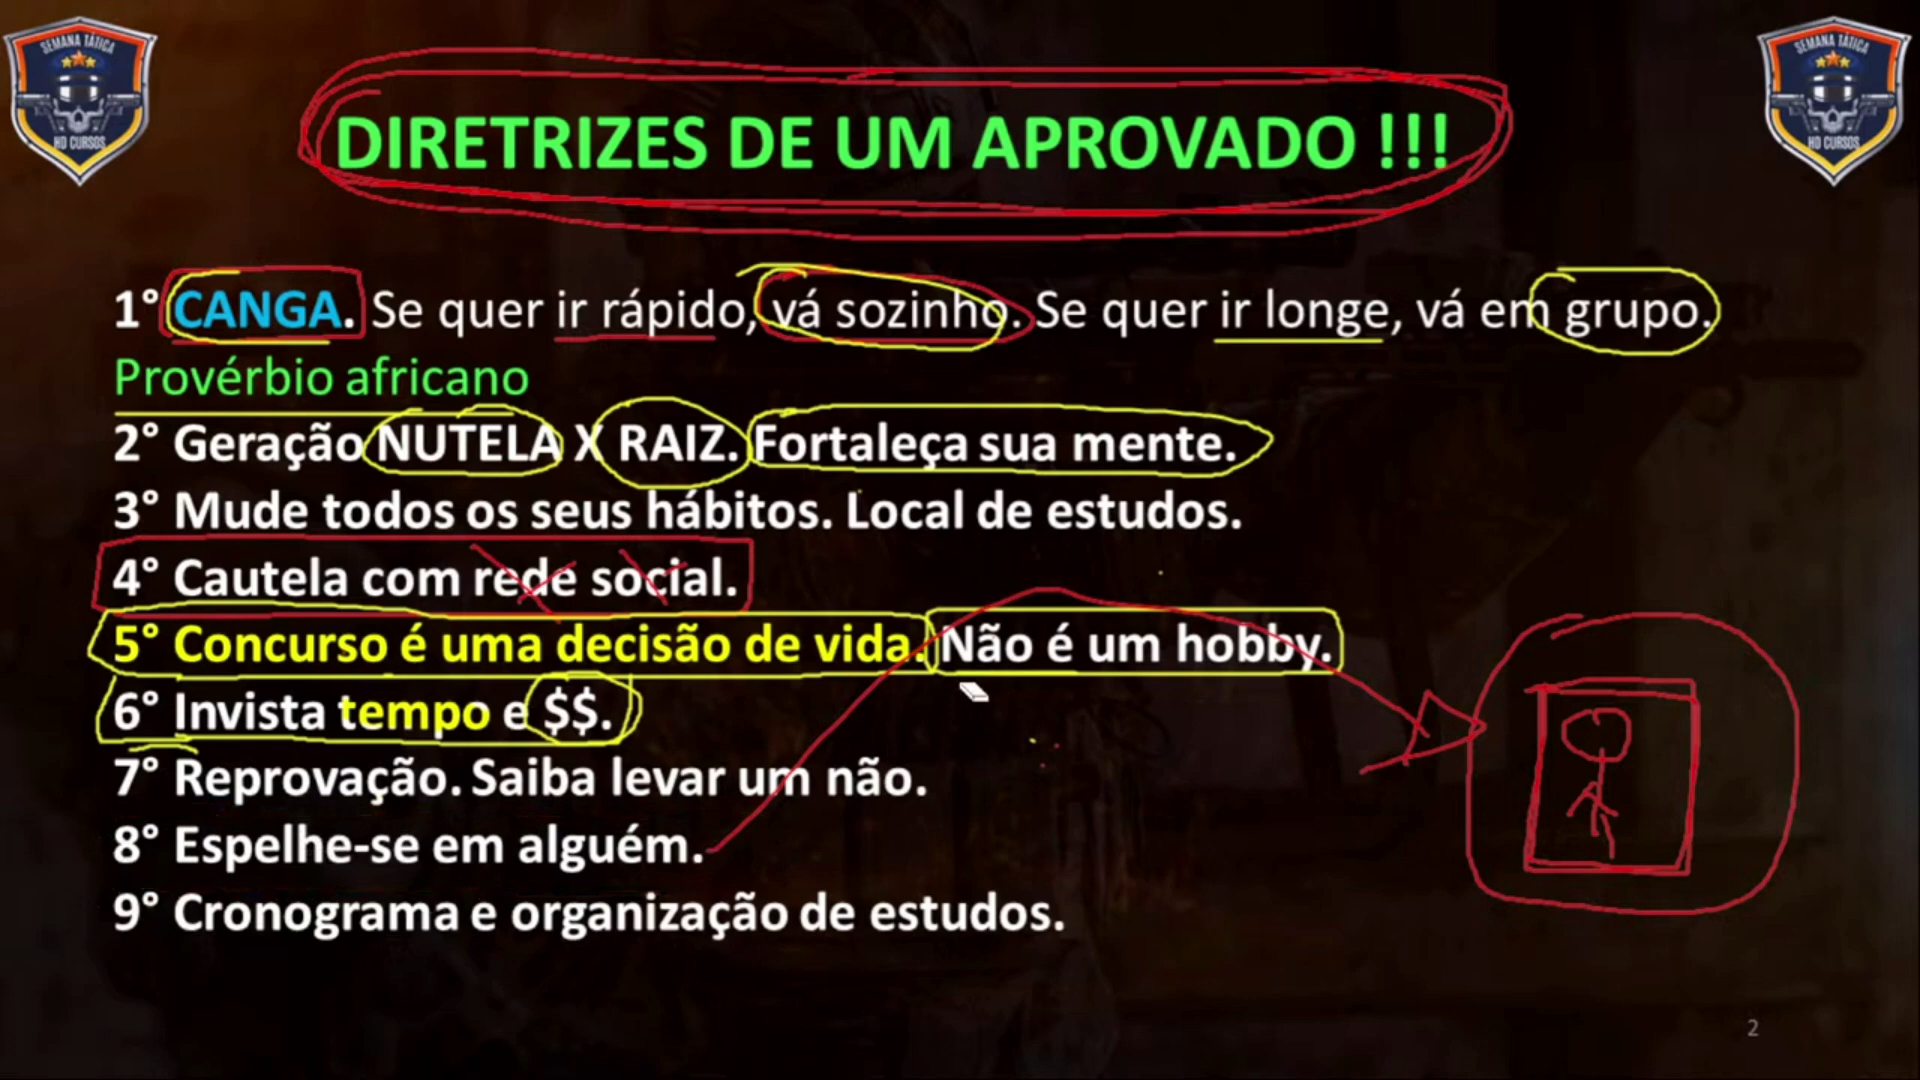 SEMANA TÁTICA
HD CURSOS
SEMANA TÁTICA
HD CURSOS
DIRETRIZES DE UM APROVADO !!!
1° CANGA. Se quer ir rápido, vá sozinho. Se quer ir longe, vá em grupo.
Provérbio africano
2° Geração NUTELA X RAIZ. Fortaleça sua mente.
3° Mude todos os seus hábitos. Local de estudos.
4° Cautela com rede social.
5° Concurso é uma decisão de vida. Não é um hobby.
6° Invista tempo e $$.
7° Reprovação. Saiba levar um não.
8° Espelhe-se em alguém.
9° Cronograma e organização de estudos.
2